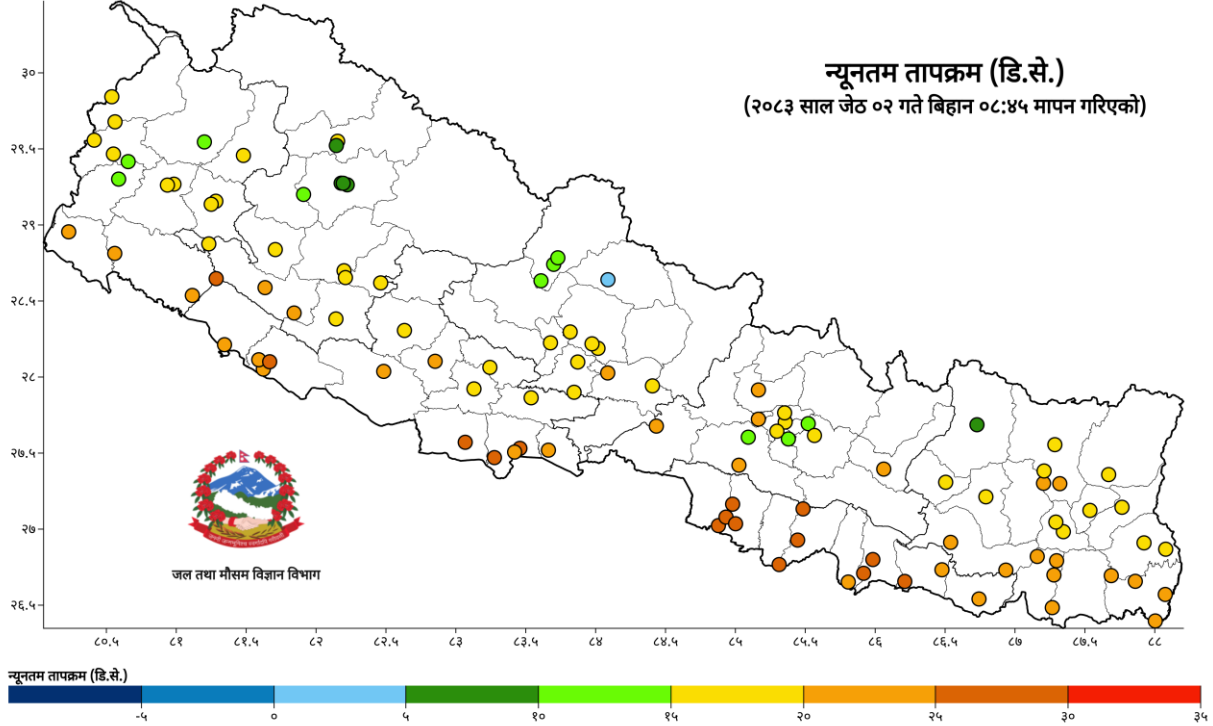 न्यूनतम तापक्रम (डि.से.)
(२०८३ साल जेठ ०२ गते बिहान ०८:४५ मापन गरिएको)
३०
२९.५
२९
२८.५
२८
२७.५
२७
२६.५
जल तथा मौसम विज्ञान विभाग
८०.५ ८१ ८१.५ ८२ ८२.५ ८३ ८३.५ ८४ ८४.५ ८५ ८५.५ ८६ ८६.५ ८७ ८७.५ ८८
न्यूनतम तापक्रम (डि.से.)
-५ ० ५ १० १५ २० २५ ३० ३५